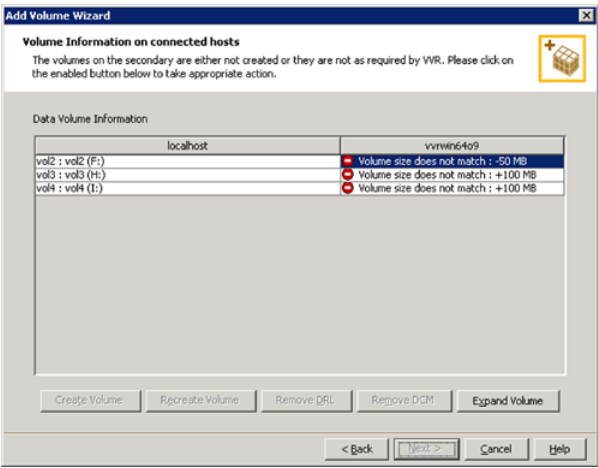 Add Volume Wizard
Volume Information on connected hosts
The volumes on the secondary are either not created or they are not as required by VVR. Please click on
the enabled button below to take appropriate action.
Data Volume Information
localhost vvrwin64o9
vol2 : vol2 (F:) Volume size does not match : -50 MB
vol3 : vol3 (H:) Volume size does not match : +100 MB
vol4 : vol4 (I:) Volume size does not match : +100 MB
Create Volume Recreate Volume Remove DRL Remove DCM Expand Volume
< Back Next > Cancel Help